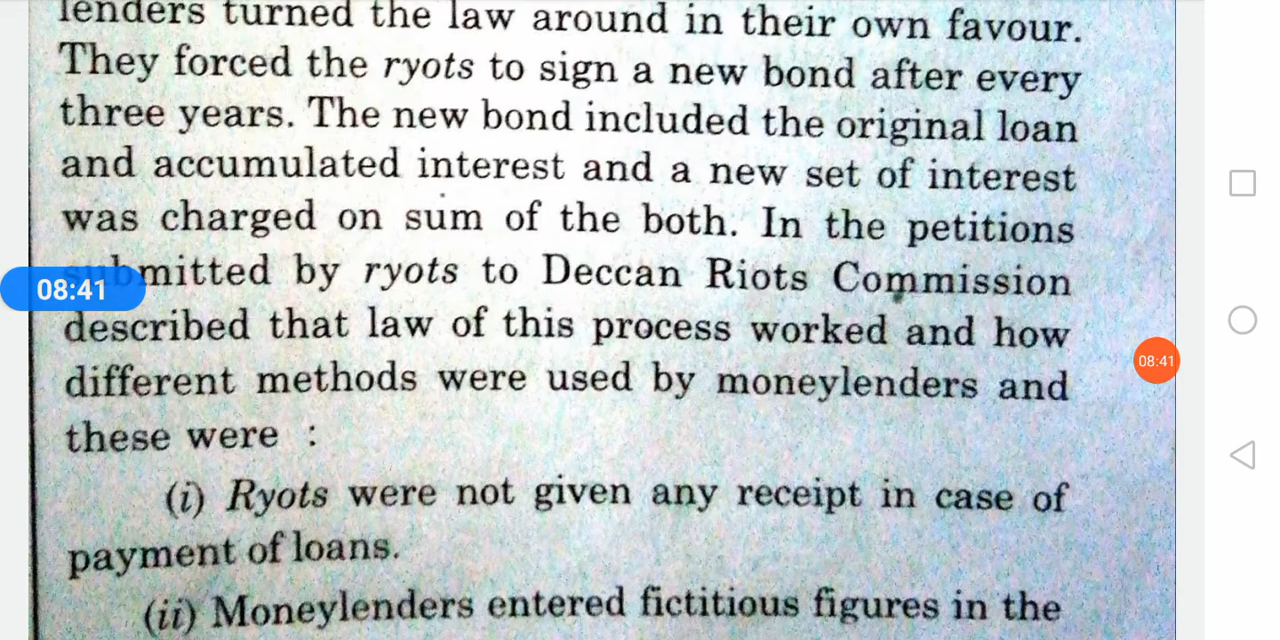 lenders turned the law around in their own favour.
They forced the ryots to sign a new bond after every
three years. The new bond included the original loan
and accumulated interest and a new set of interest
was charged on sum of the both. In the petitions
submitted by ryots to Deccan Riots Commission
08:41
described that law of this process worked and how
08:41
different methods were used by moneylenders and
these were :
(i) Ryots were not given any receipt in case of
payment of loans.
(ii) Moneylenders entered fictitious figures in the